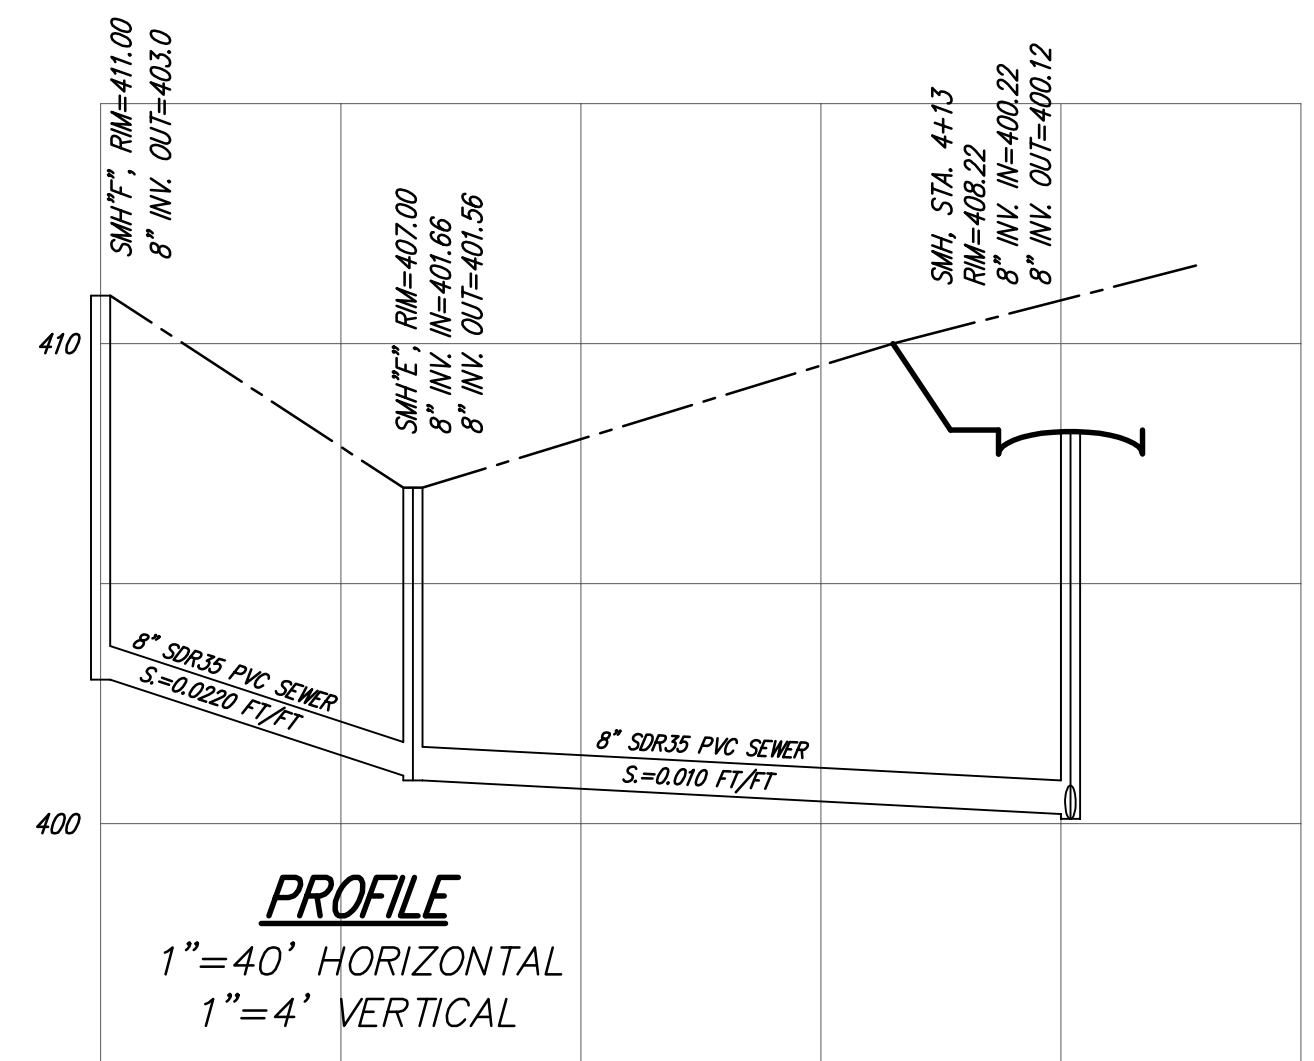 SMH"F", RIM=411.00
8" INV. OUT=403.0
SMH"E", RIM=407.00
8" INV. IN=401.66
8" INV. OUT=401.56
SMH, STA. 4+13
RIM=408.22
8" INV. IN=400.22
8" INV. OUT=400.12
410
8" SDR35 PVC SEWER
S.=0.0220 FT/FT
8" SDR35 PVC SEWER
S.=0.010 FT/FT
400
PROFILE
1"=40' HORIZONTAL
1"=4' VERTICAL